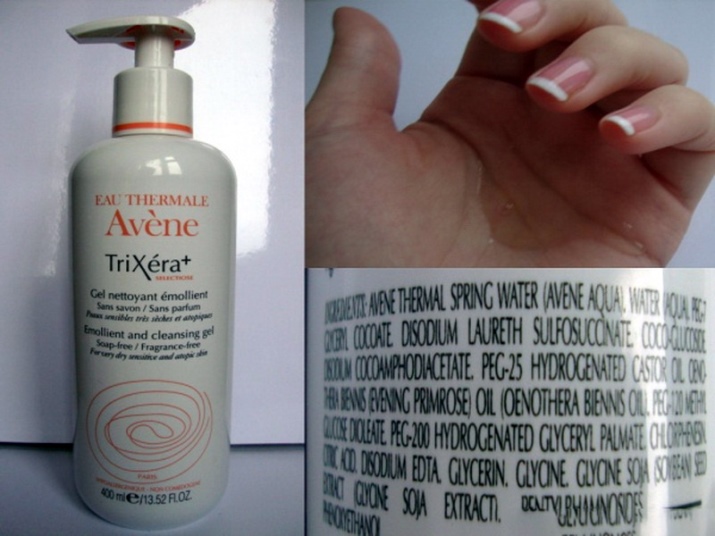 EAU THERMALE
Avène
TriXéra+
SELECTIOSE
Gel nettoyant émollient
Sans savon / Sans parfum
Peaux sensibles très sèches et atopiques
Emollient and cleansing gel
Soap-free / Fragrance-free
For very dry sensitive and atopic skin
PARIS
HYPOALLERGENIQUE - NON COMEDOGENE
400 ml e/13.52 FL.OZ.
INGREDIENTS: AVENE THERMAL SPRING WATER (AVENE AQUA), WATER (AQUA), PEG-7
GLYCERYL COCOATE, DISODIUM LAURETH SULFOSUCCINATE, COCO-GLUCOSIDE,
DISODIUM COCOAMPHODIACETATE, PEG-25 HYDROGENATED CASTOR OIL, OENO-
THERA BIENNIS (EVENING PRIMROSE) OIL (OENOTHERA BIENNIS OIL), PEG-120 METHYL
GLUCOSE DIOLEATE, PEG-200 HYDROGENATED GLYCERYL PALMATE, CHLORPHENESIN,
CITRIC ACID, DISODIUM EDTA, GLYCERIN, GLYCINE, GLYCINE SOJA (SOYBEAN) SEED
EXTRACT (GLYCINE SOJA EXTRACT),
PHENOXYETHANOL